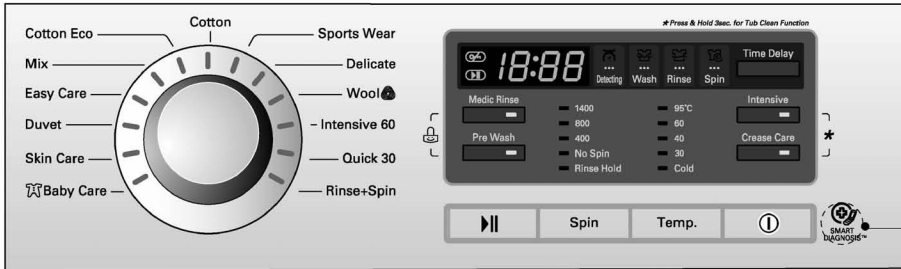 Cotton
Cotton Eco
Sports Wear
Mix
Delicate
Easy Care
Wool
Duvet
Intensive 60
Skin Care
Quick 30
Baby Care
Rinse+Spin
*Press & Hold 3sec. for Tub Clean Function
18:88
Detecting
Wash
Rinse
Spin
Time Delay
Medic Rinse
Pre Wash
1400
800
400
No Spin
Rinse Hold
95°C
60
40
30
Cold
Intensive
Crease Care
*
Spin
Temp.
SMART
DIAGNOSIS™